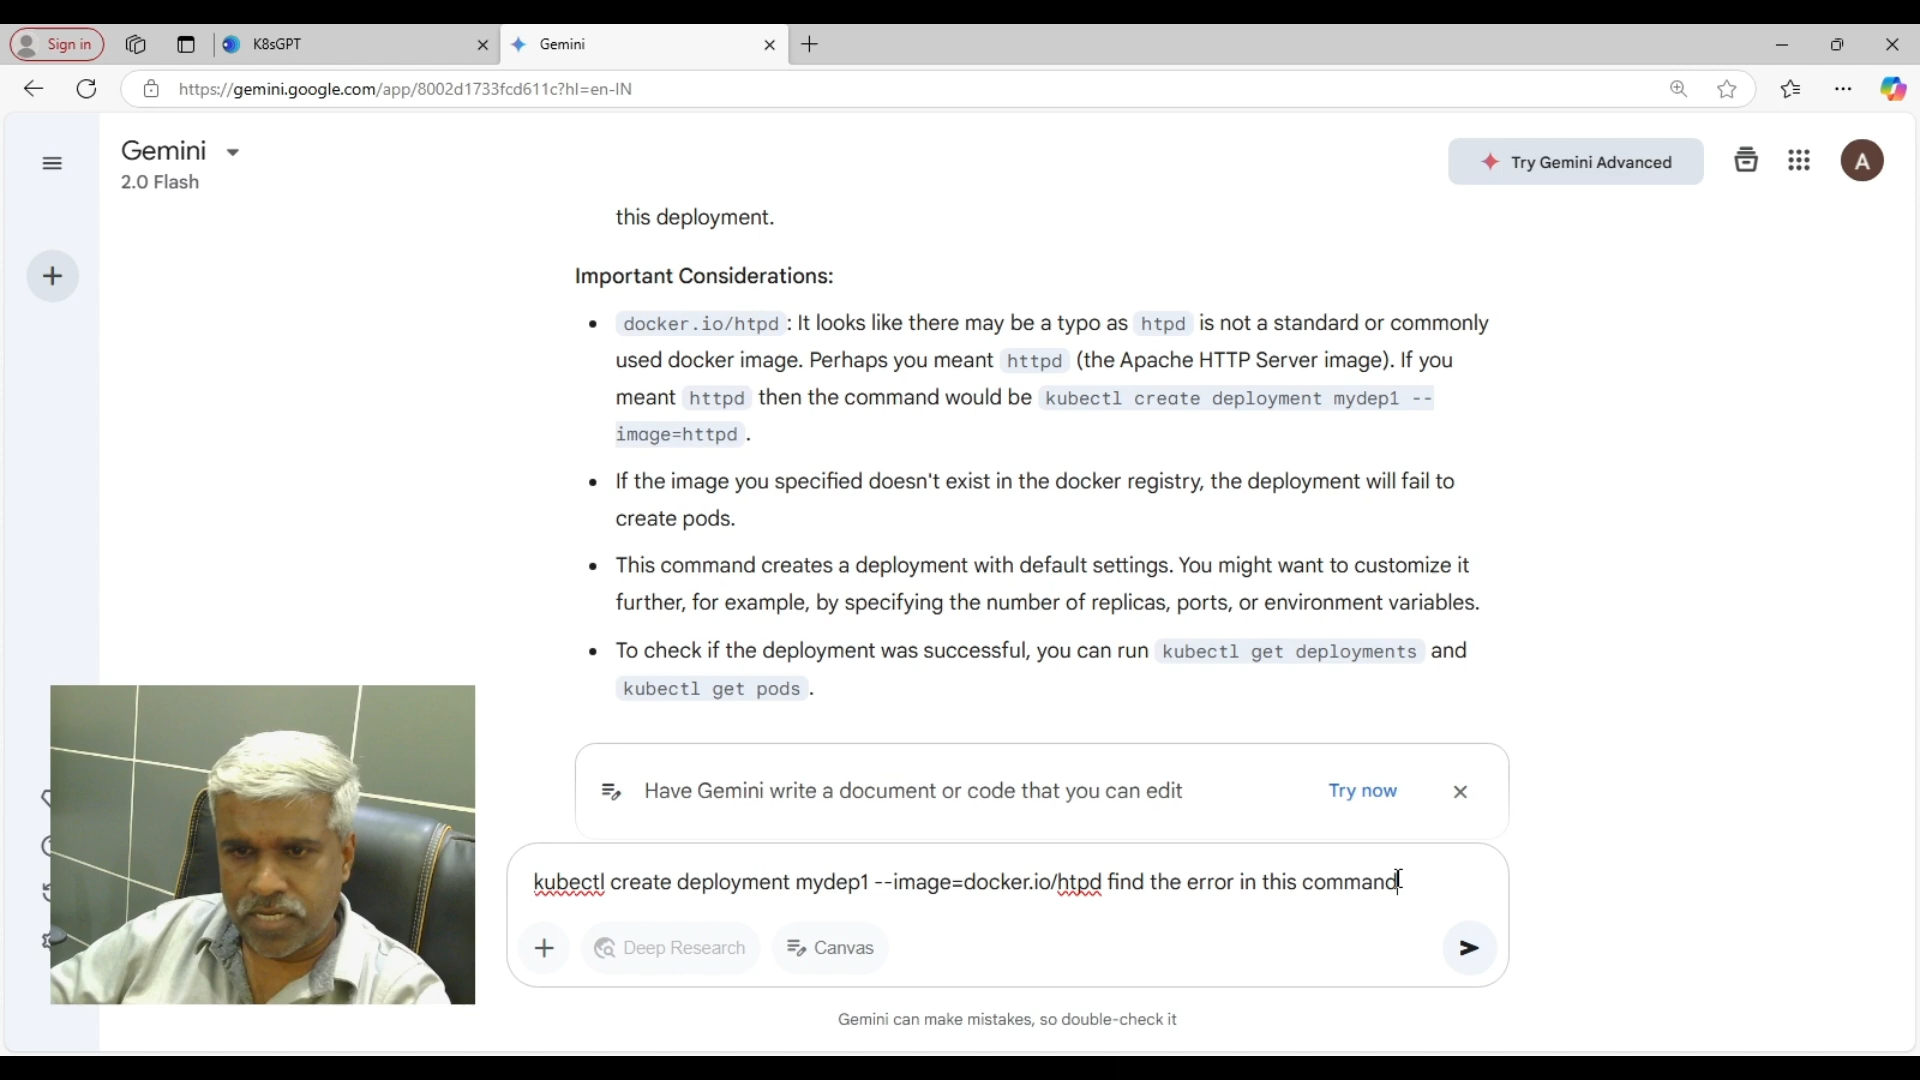 Sign in
K8sGPT
Gemini
https://gemini.google.com/app/8002d1733fcd611c?hl=en-IN
Gemini
2.0 Flash
Try Gemini Advanced
A
this deployment.
Important Considerations:
• docker.io/htpd : It looks like there may be a typo as htpd is not a standard or commonly
used docker image. Perhaps you meant httpd (the Apache HTTP Server image). If you
meant httpd then the command would be kubectl create deployment mydep1 --
image=httpd .
• If the image you specified doesn't exist in the docker registry, the deployment will fail to
create pods.
• This command creates a deployment with default settings. You might want to customize it
further, for example, by specifying the number of replicas, ports, or environment variables.
• To check if the deployment was successful, you can run kubectl get deployments and
kubectl get pods .
Have Gemini write a document or code that you can edit
Try now
kubectl create deployment mydep1 --image=docker.io/htpd find the error in this command
Deep Research
Canvas
Gemini can make mistakes, so double-check it